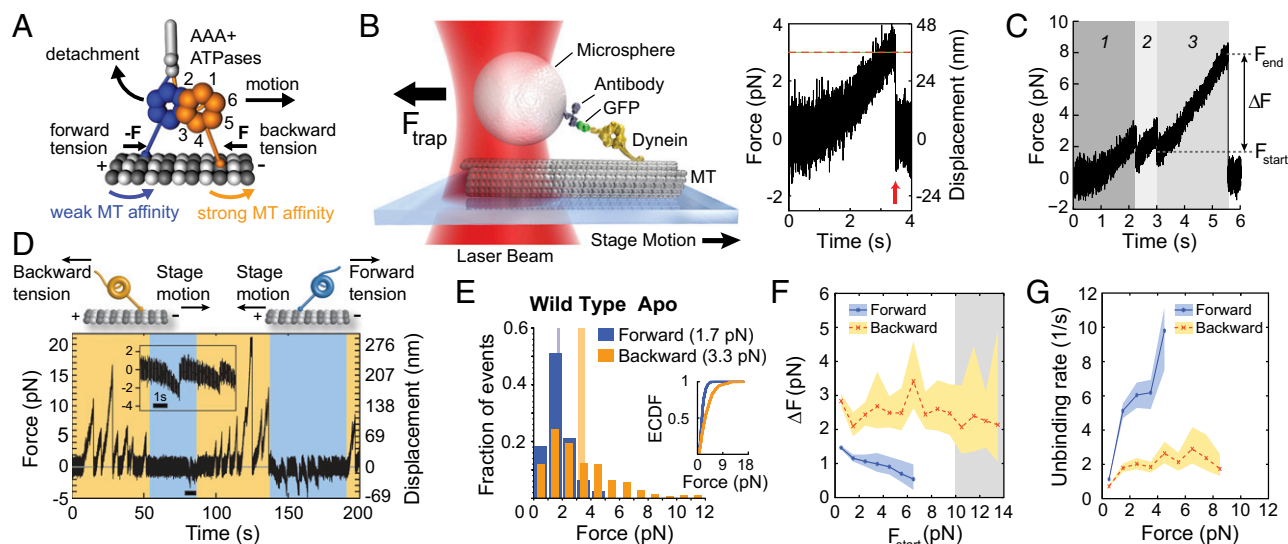 A
AAA+
ATPases
detachment
motion
1
2
3
4
5
6
forward
tension
-F
F
backward
tension
+
-
weak MT affinity
strong MT affinity
B
Microsphere
Antibody
GFP
Dynein
F trap
MT
Laser Beam
Stage Motion
Force (pN)
4
2
0
-2
48
36
24
12
0
-24
Displacement (nm)
0 2 3 4
Time (s)
C
Force (pN)
10
8
6
4
2
0
-2
1 2 3
F end
ΔF
F start
0 1 2 3 4 5 6
Time (s)
D
Backward
tension
Stage
motion
Stage
motion
Forward
tension
+ -
+ -
Force (pN)
20
15
10
5
0
-5
2
0
-2
-4
1s
276
207
138
69
0
-69
Displacement (nm)
0 50 100 150 200
Time (s)
E
Wild Type Apo
Forward (1.7 pN)
Backward (3.3 pN)
Fraction of events
0.6
0.4
0.2
0 2 4 6 8 10 12
Force (pN)
ECDF
1
0.5
0 9 18
Force (pN)
F
Forward
Backward
ΔF (pN)
6
5
4
3
2
1
0
0 2 4 6 8 10 12 14
F start (pN)
G
Forward
Backward
Unbinding rate (1/s)
12
10
8
6
4
2
0
0 2 4 6 8 10 12
Force (pN)